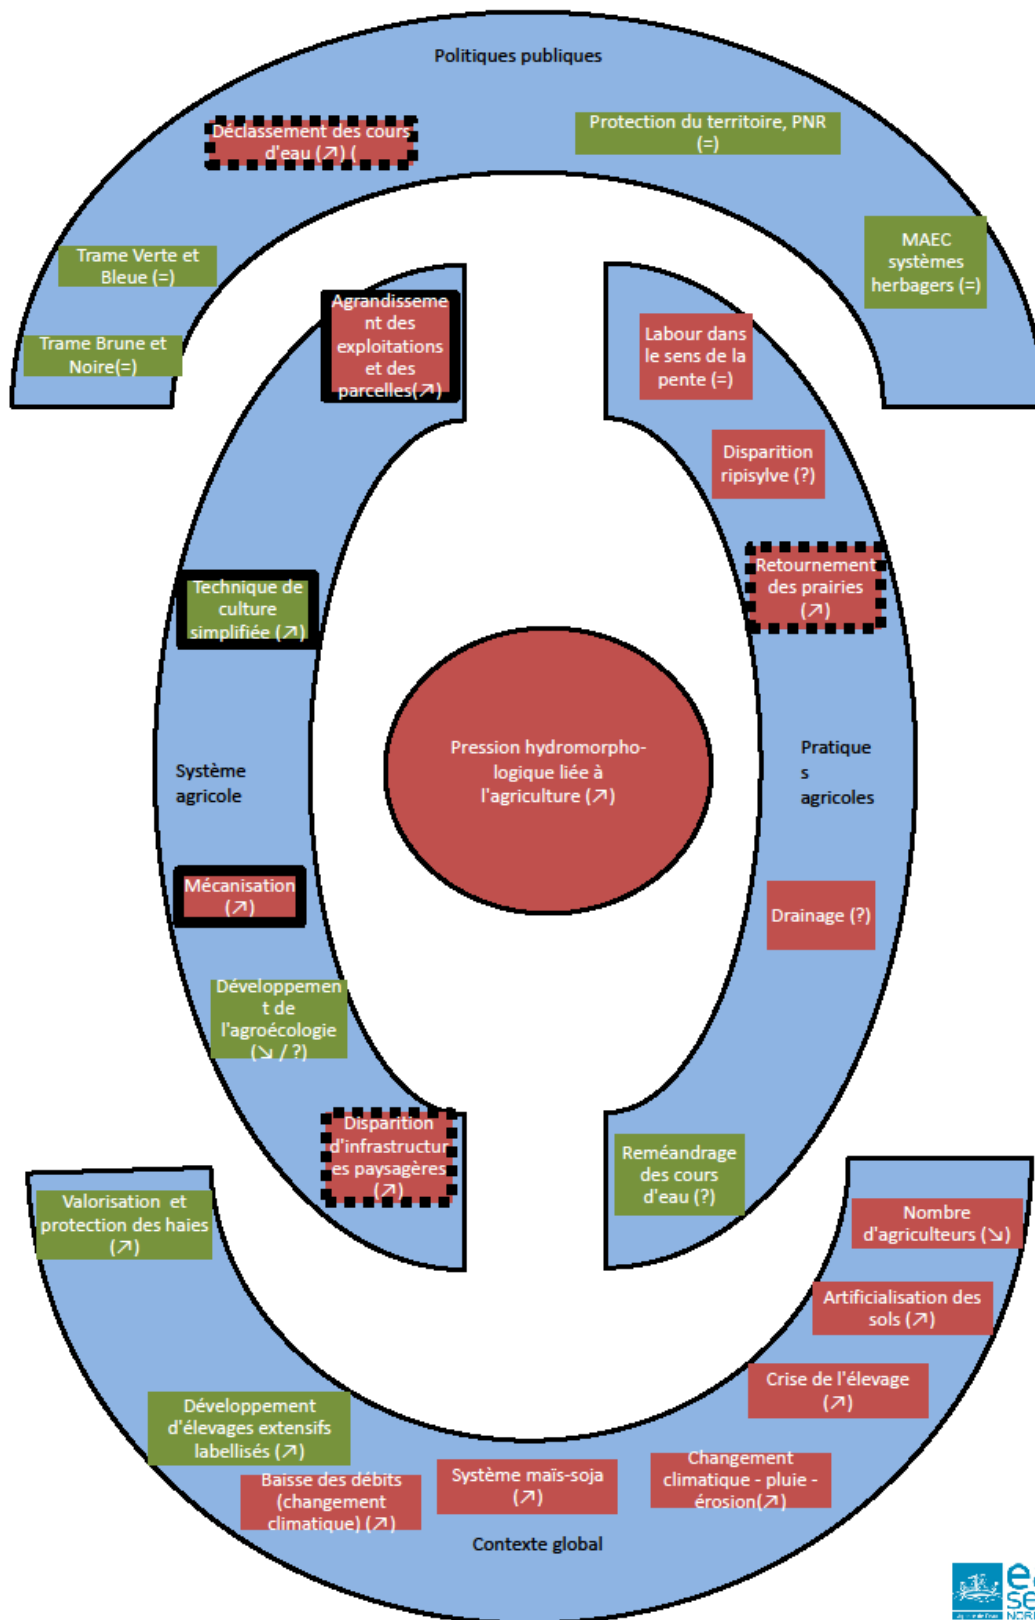 Politiques publiques
Déclassement des cours
d'eau (↗) (
Protection du territoire, PNR
(=)
Trame Verte et
Bleue (=)
MAEC
systèmes
herbagers (=)
Trame Brune et
Noire(=)
Agrandisseme
nt des
exploitations
et des
parcelles(↗)
Labour dans
le sens de la
pente (=)
Disparition
ripisylve (?)
Technique de
culture
simplifiée (↗)
Retournement
des prairies
(↗)
Système
agricole
Pression hydromorpho-
logique liée à
l'agriculture (↗)
Pratique
s
agricoles
Mécanisation
(↗)
Drainage (?)
Développemen
t de
l'agroécologie
(↘ / ?)
Disparition
d'infrastructur
es paysagères
(↗)
Reméandrage
des cours
d'eau (?)
Valorisation et
protection des haies
(↗)
Nombre
d'agriculteurs (↘)
Artificialisation des
sols (↗)
Crise de l'élevage
(↗)
Développement
d'élevages extensifs
labellisés (↗)
Baisse des débits
(changement
climatique) (↗)
Système maïs-soja
(↗)
Changement
climatique - pluie -
érosion(↗)
Contexte global